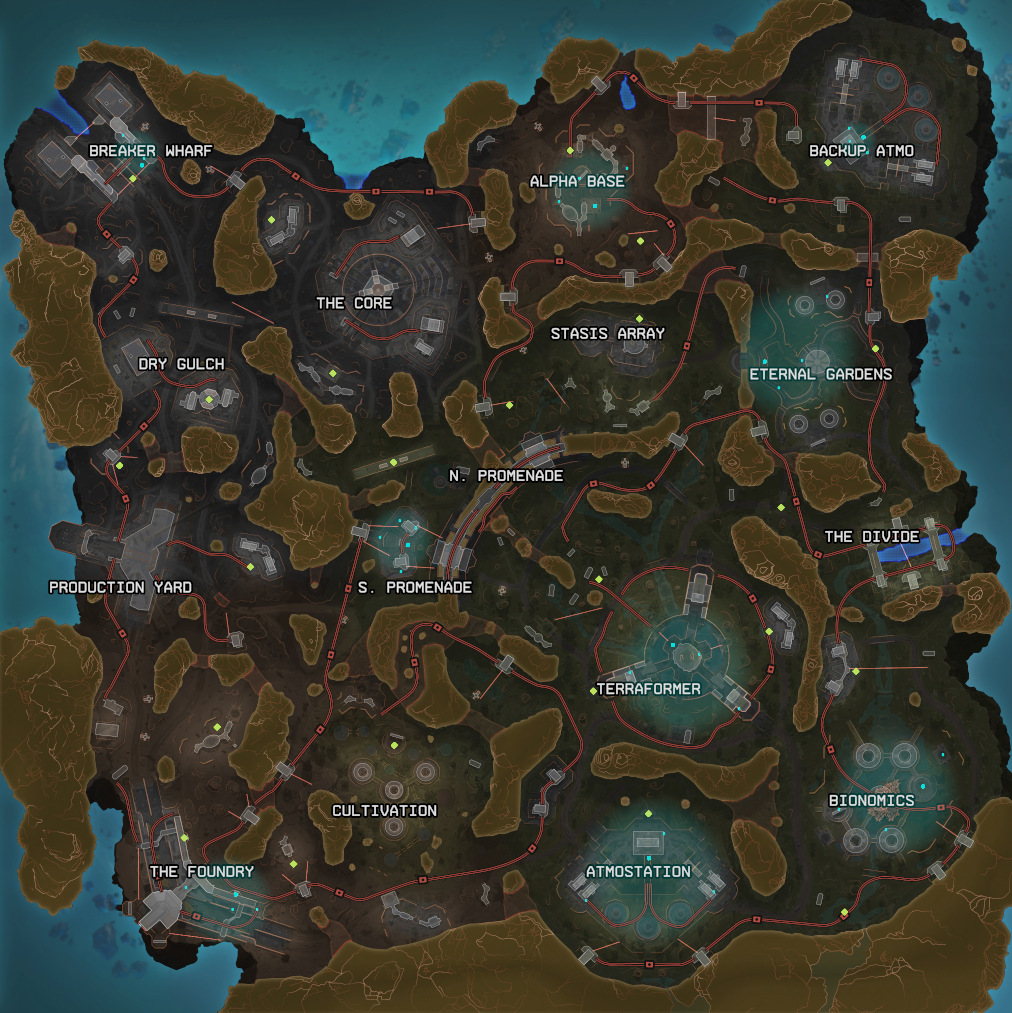 BREAKER WHARF
BACKUP ATMO
ALPHA BASE
THE CORE
STASIS ARRAY
DRY GULCH
ETERNAL GARDENS
N. PROMENADE
THE DIVIDE
PRODUCTION YARD
S. PROMENADE
TERRAFORMER
BIONOMICS
CULTIVATION
THE FOUNDRY
ATMOSTATION